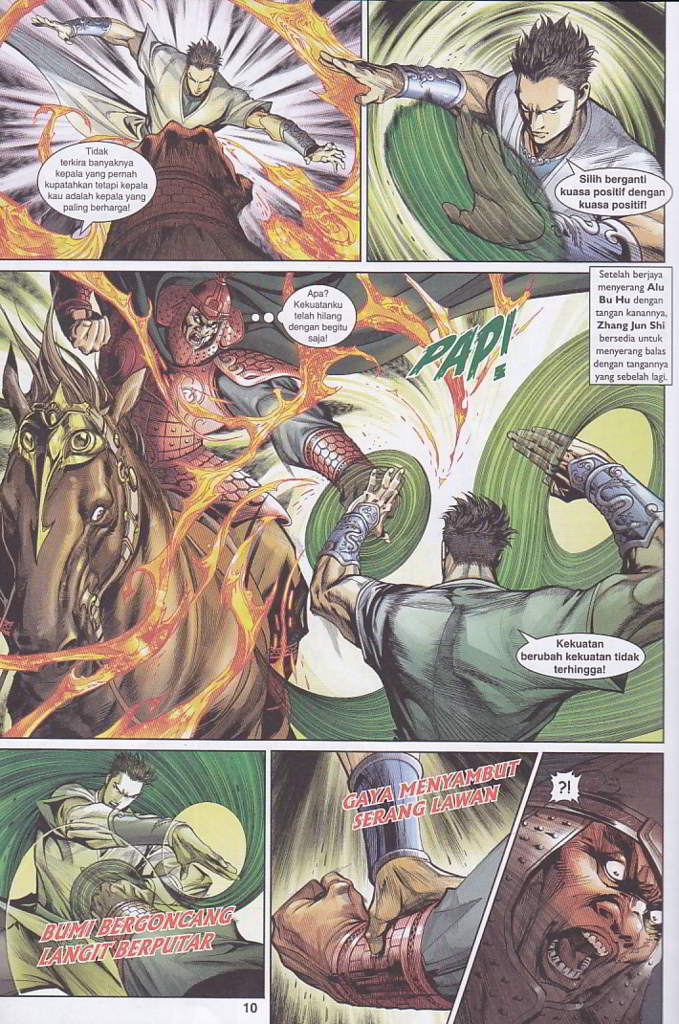 Tidak
terkira banyaknya
kepala yang pernah
kupatahkan tetapi kepala
kau adalah kepala yang
paling berharga!
Silih berganti
kuasa positif dengan
kuasa positif!
Apa?
Kekuatanku
telah hilang
dengan begitu
saja!
PAP!
Setelah berjaya
menyerang Alu
Bu Hu dengan
tangan kanannya,
Zhang Jun Shi
bersedia untuk
menyerang balas
dengan tangannya
yang sebelah lagi.
Kekuatan
berubah kekuatan tidak
terhingga!
BUMI BERGONCANG
LANGIT BERPUTAR
GAYA MENYAMBUT
SERANG LAWAN
?!
10